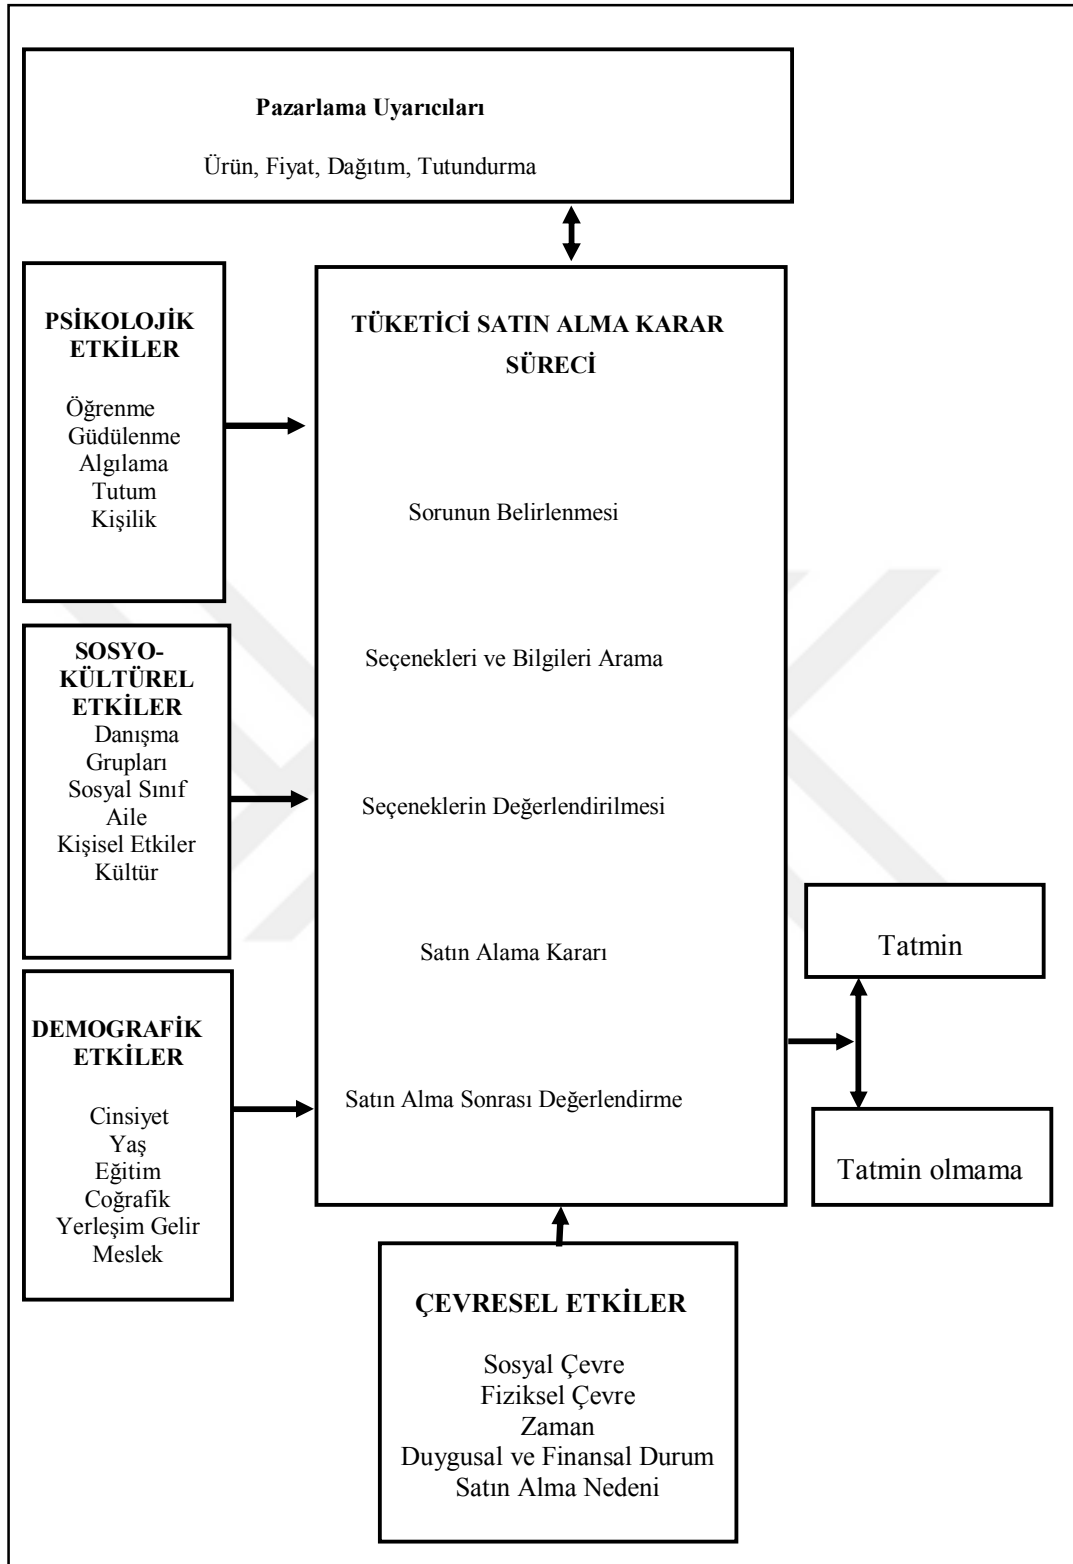 Pazarlama Uyarıcıları
Ürün, Fiyat, Dağıtım, Tutundurma
PSİKOLOJİK
ETKİLER
Öğrenme
Güdülenme
Algılama
Tutum
Kişilik
SOSYO-
KÜLTÜREL
ETKİLER
Danışma
Grupları
Sosyal Sınıf
Aile
Kişisel Etkiler
Kültür
DEMOGRAFİK
ETKİLER
Cinsiyet
Yaş
Eğitim
Coğrafik
Yerleşim Gelir
Meslek
TÜKETİCİ SATIN ALMA KARAR
SÜRECİ
Sorunun Belirlenmesi
Seçenekleri ve Bilgileri Arama
Seçeneklerin Değerlendirilmesi
Satın Alama Kararı
Satın Alma Sonrası Değerlendirme
Tatmin
Tatmin olmama
ÇEVRESEL ETKİLER
Sosyal Çevre
Fiziksel Çevre
Zaman
Duygusal ve Finansal Durum
Satın Alma Nedeni